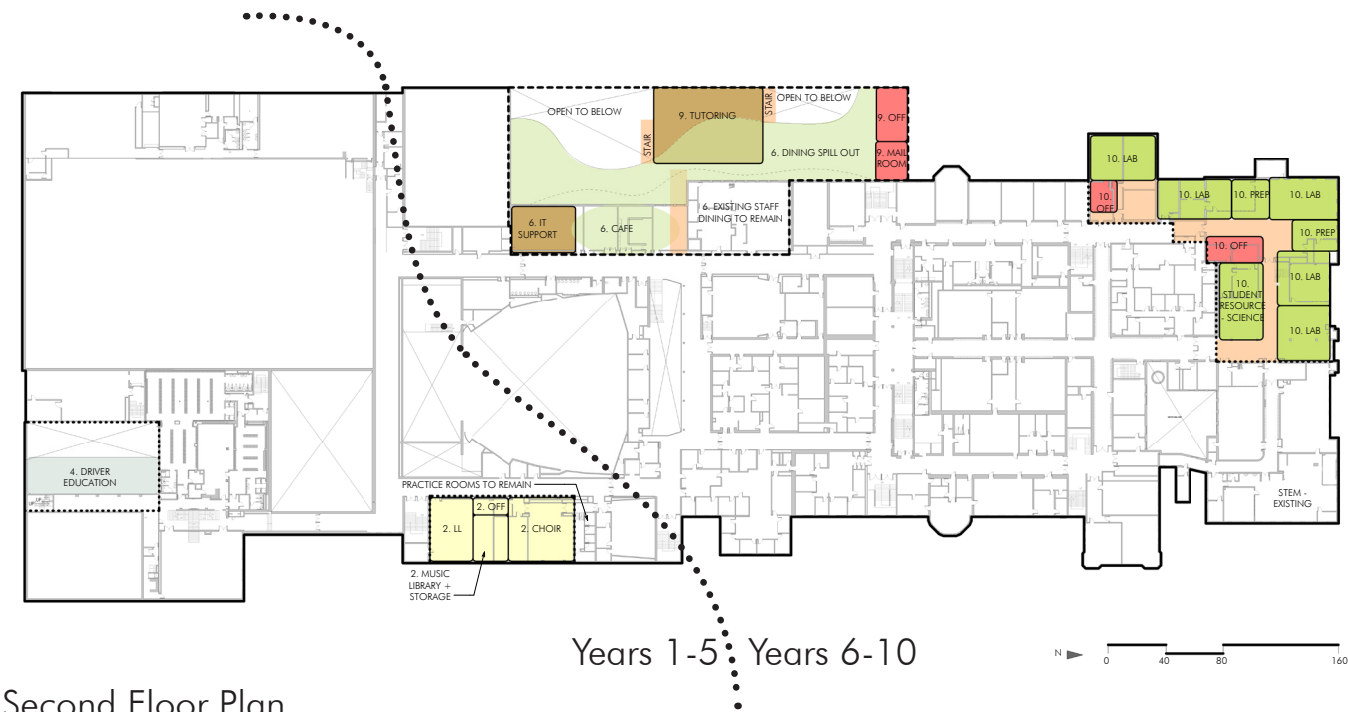 OPEN TO BELOW
9. TUTORING
STAIR
OPEN TO BELOW
9. OFF
STAIR
6. DINING SPILL OUT
9. MAIL
ROOM
6. IT
SUPPORT
6. CAFE
6. EXISTING STAFF
DINING TO REMAIN
10. LAB
10.
OFF
10. LAB
10. PREP
10. LAB
10. PREP
10. OFF
10. LAB
10.
STUDENT
RESOURCE
- SCIENCE
10. LAB
4. DRIVER
EDUCATION
UP
UP
PRACTICE ROOMS TO REMAIN
2. LL
2. OFF
2. CHOIR
2. MUSIC
LIBRARY +
STORAGE
STEM -
EXISTING
Years 1-5
Years 6-10
N
0
40
80
160
Second Floor Plan